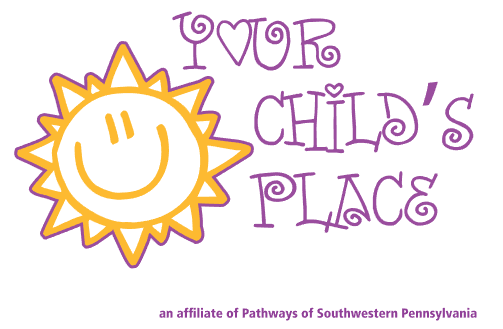 YOUR
CHILD'S
PLACE
an affiliate of Pathways of Southwestern Pennsylvania